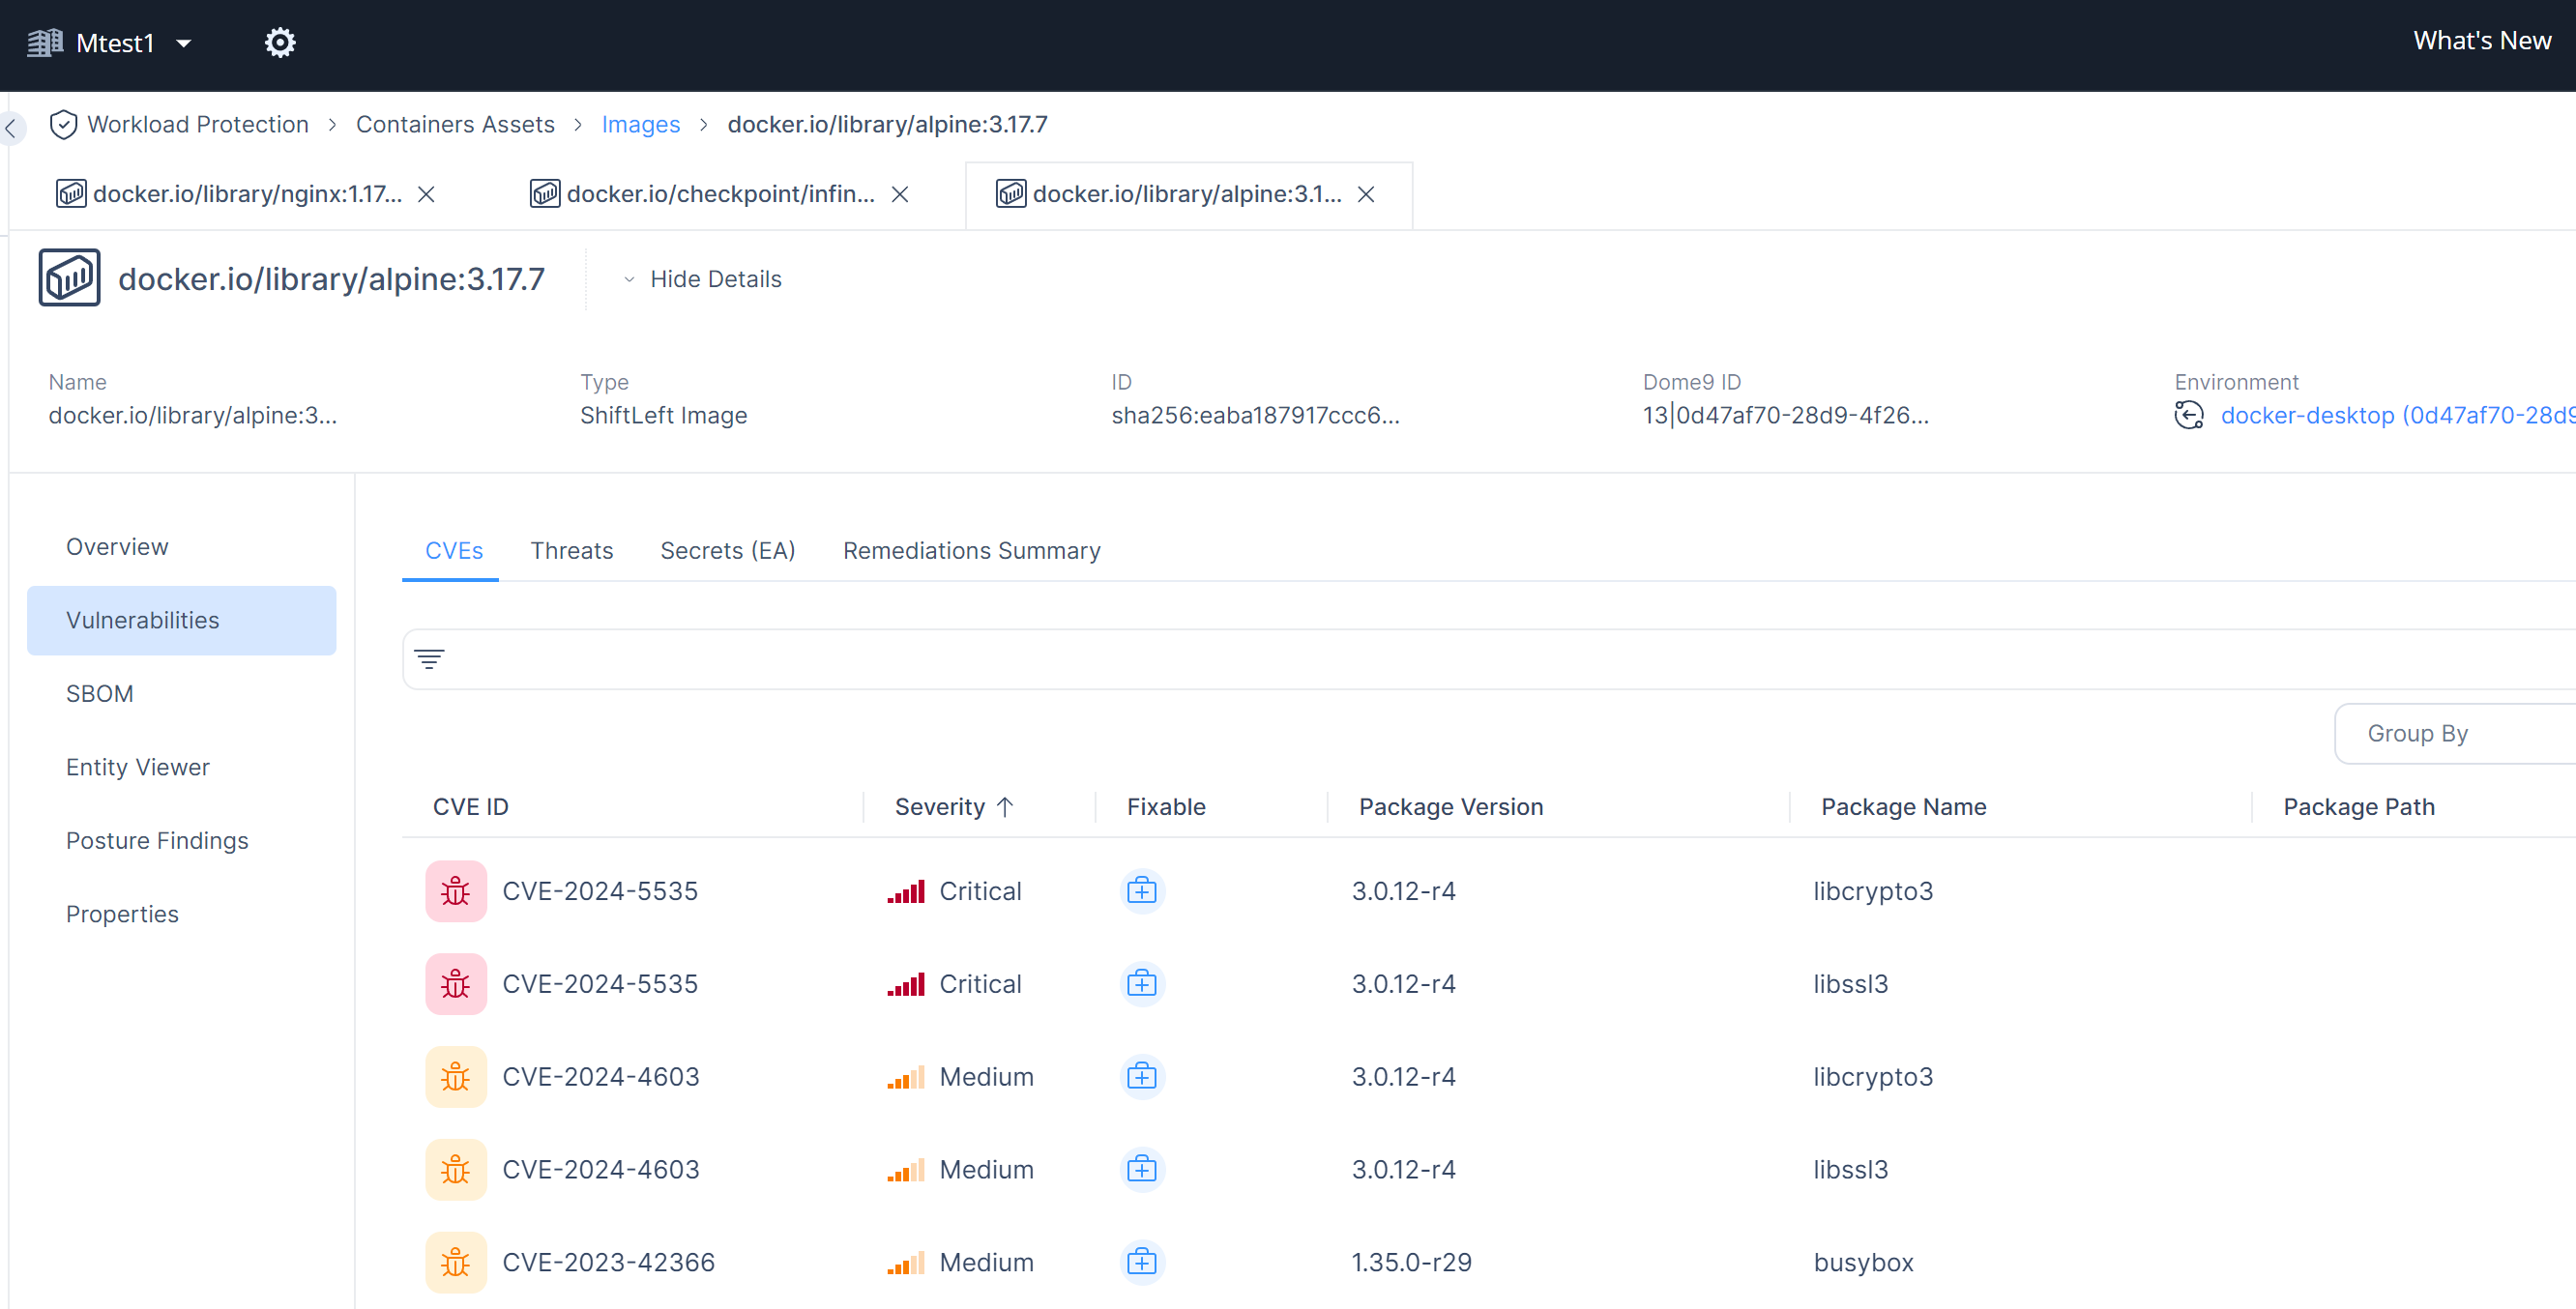 Mtest1
What's New
Workload Protection > Containers Assets > Images > docker.io/library/alpine:3.17.7
docker.io/library/nginx:1.17... docker.io/checkpoint/infin... docker.io/library/alpine:3.1...
docker.io/library/alpine:3.17.7 Hide Details
Name Type ID Dome9 ID Environment
docker.io/library/alpine:3... ShiftLeft Image sha256:eaba187917ccc6... 13|0d47af70-28d9-4f26... docker-desktop (0d47af70-28d9
Overview
Vulnerabilities
SBOM
Entity Viewer
Posture Findings
Properties
CVEs Threats Secrets (EA) Remediations Summary
Group By
CVE ID Severity Fixable Package Version Package Name Package Path
CVE-2024-5535 Critical 3.0.12-r4 libcrypto3
CVE-2024-5535 Critical 3.0.12-r4 libssl3
CVE-2024-4603 Medium 3.0.12-r4 libcrypto3
CVE-2024-4603 Medium 3.0.12-r4 libssl3
CVE-2023-42366 Medium 1.35.0-r29 busybox